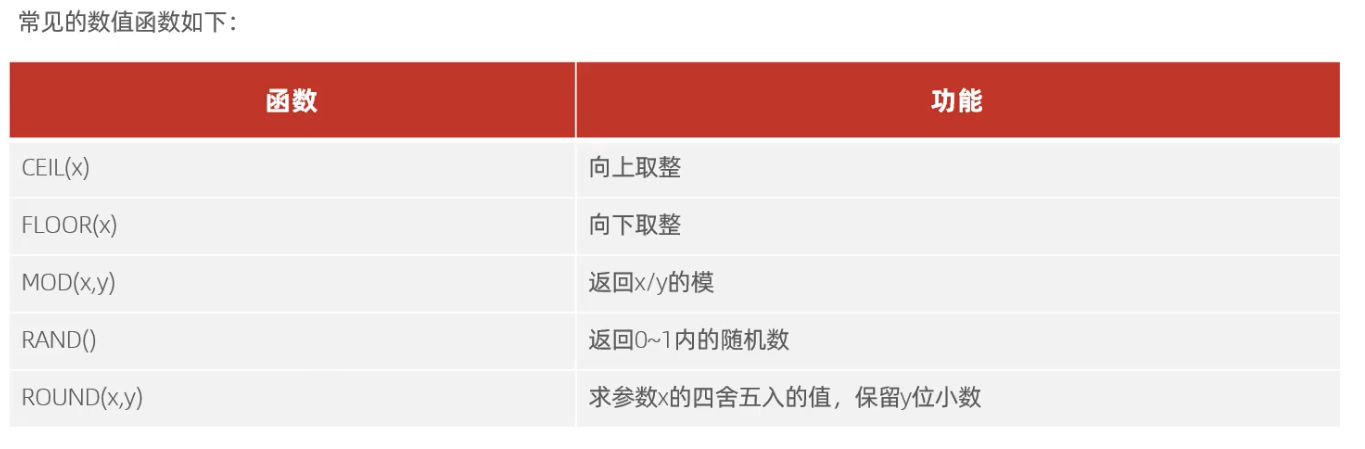 常见的数值函数如下：
函数 功能
CEIL(x) 向上取整
FLOOR(x) 向下取整
MOD(x,y) 返回x/y的模
RAND() 返回0~1内的随机数
ROUND(x,y) 求参数x的四舍五入的值，保留y位小数